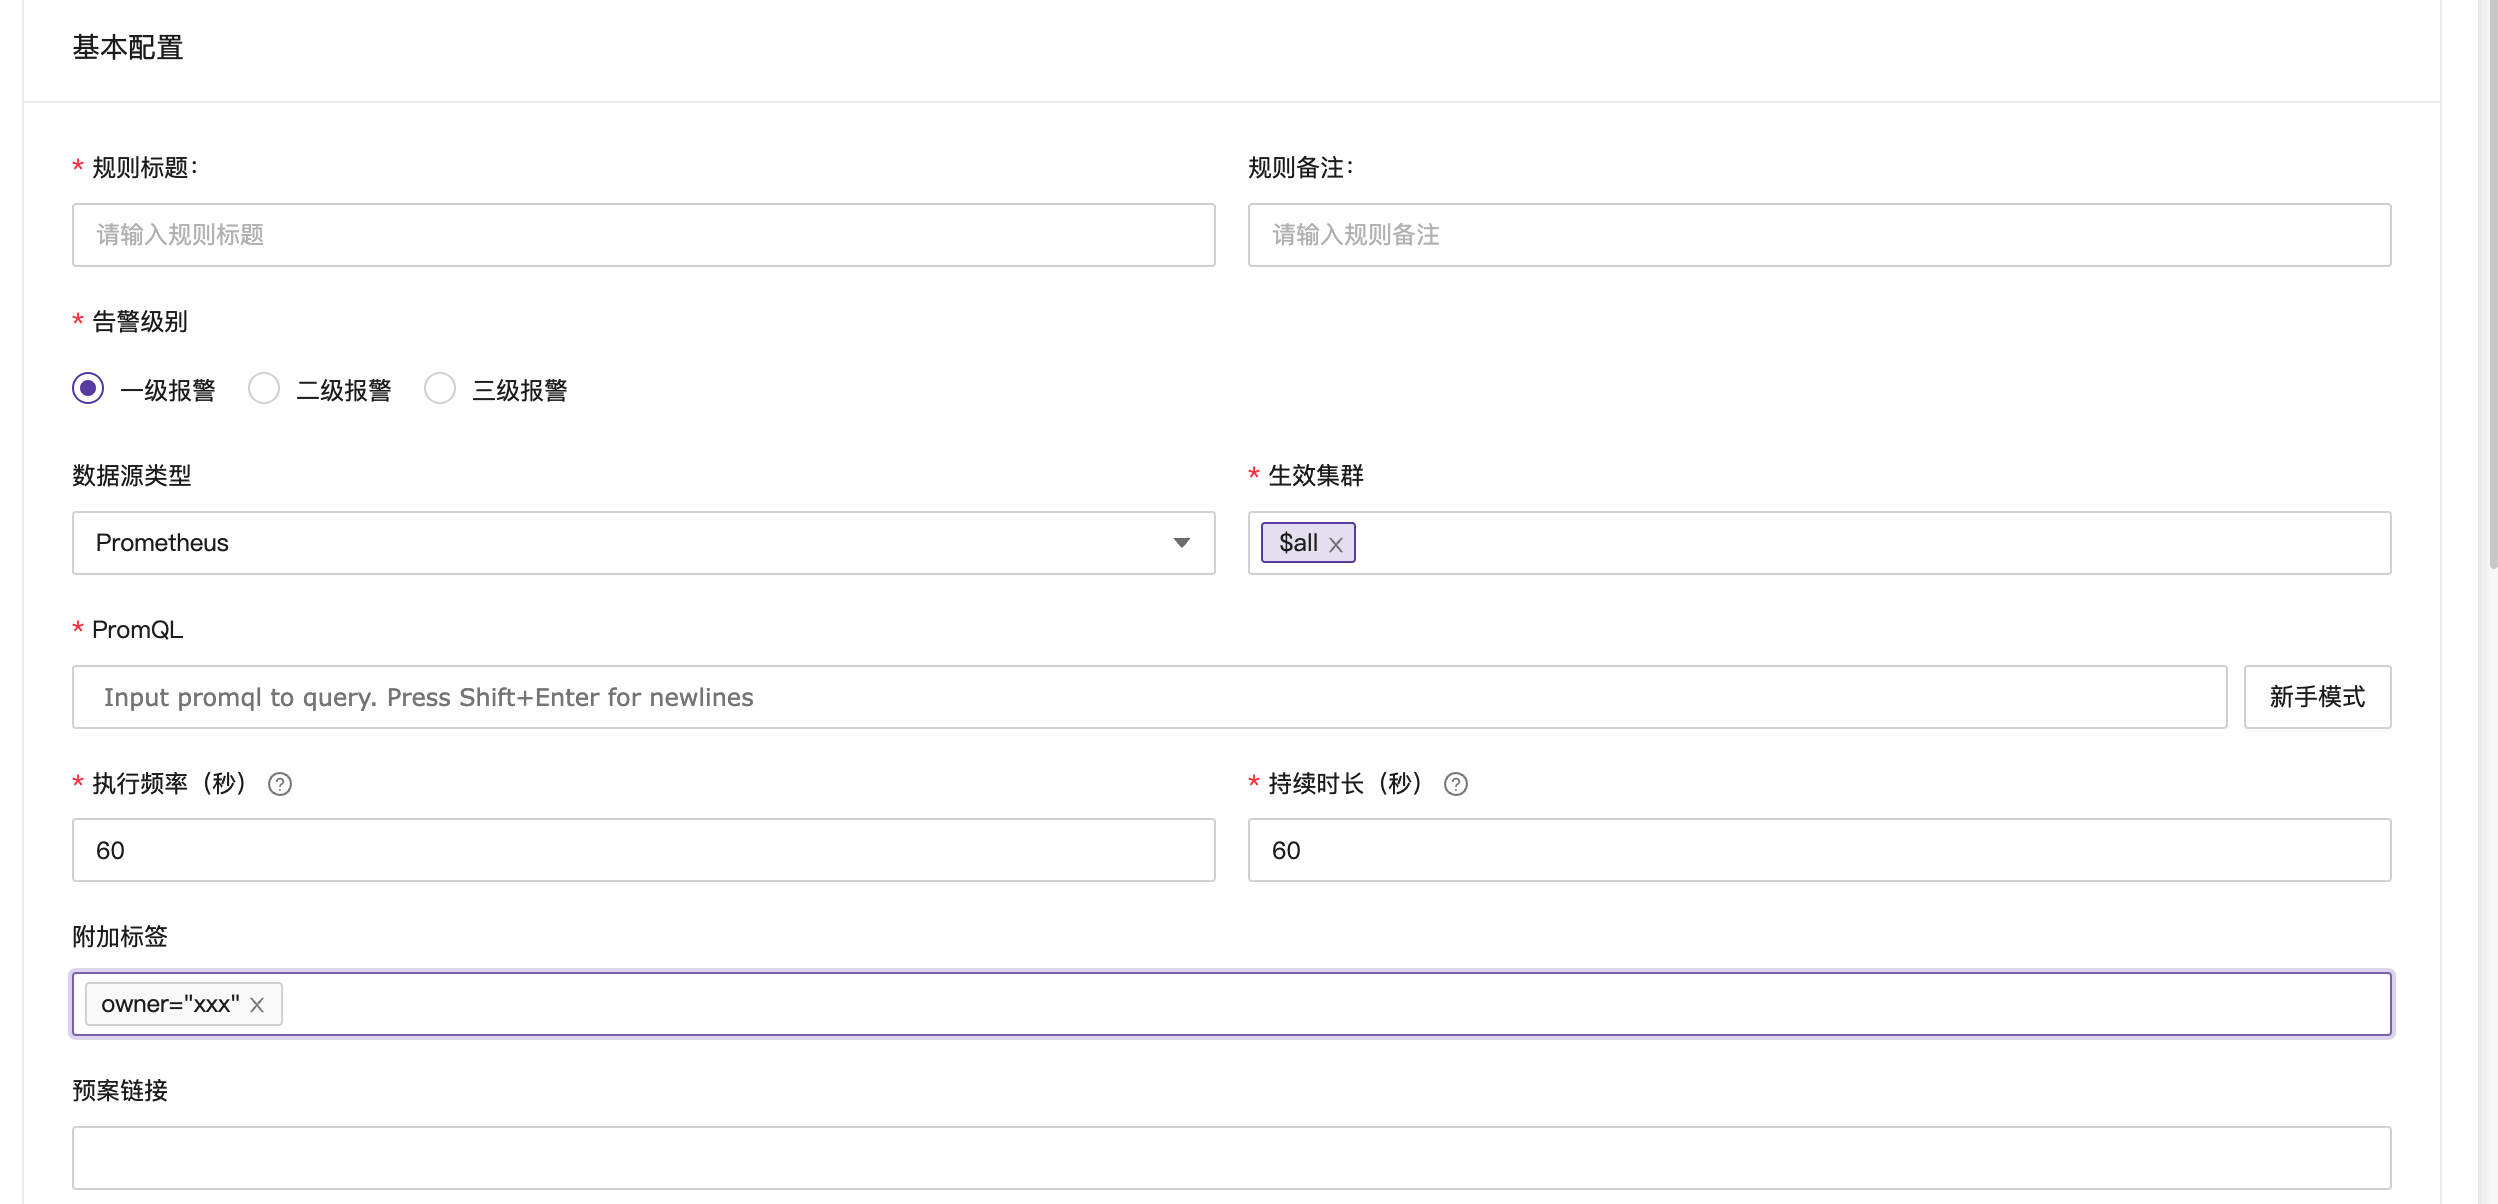 基本配置
* 规则标题:
规则备注:
请输入规则标题
请输入规则备注
* 告警级别
一级报警 二级报警 三级报警
数据源类型
* 生效集群
Prometheus
$all X
* PromQL
Input promql to query. Press Shift+Enter for newlines
新手模式
* 执行频率（秒） ?
* 持续时长（秒） ?
60
60
附加标签
owner="xxx" X
预案链接